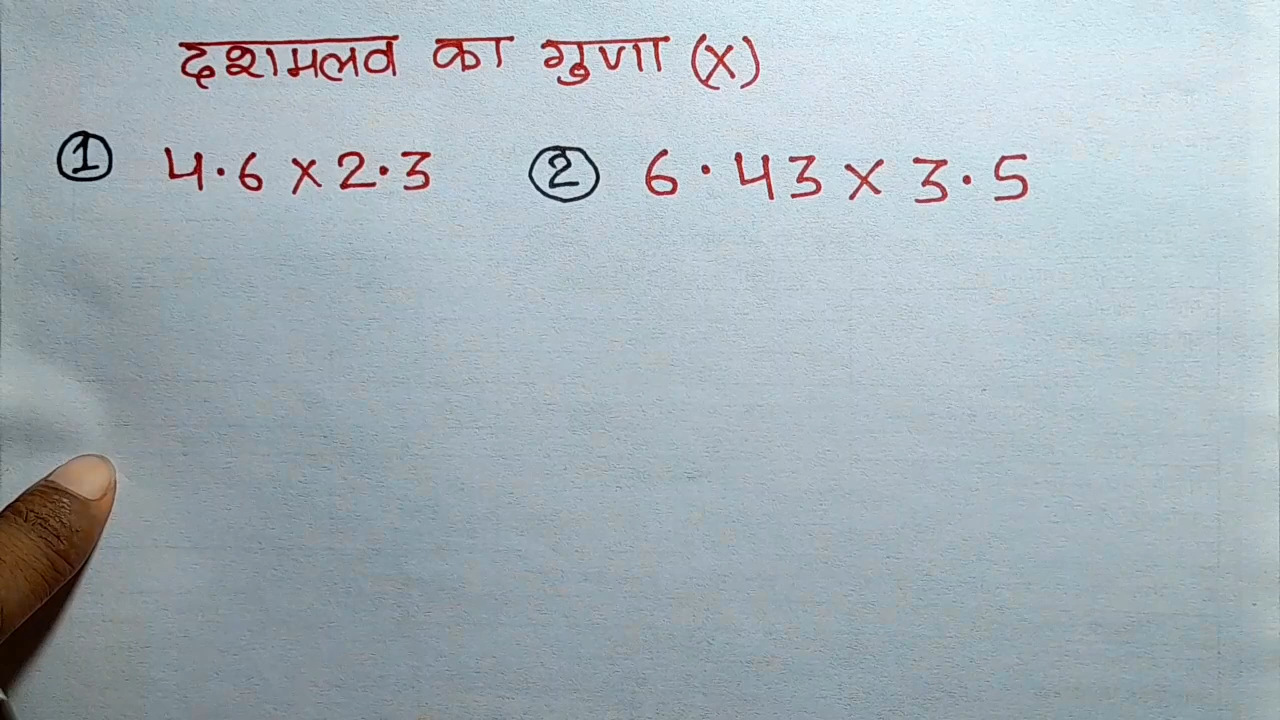 दशमलव का गुणा (×)
① 4.6 × 2.3 ② 6.43 × 3.5